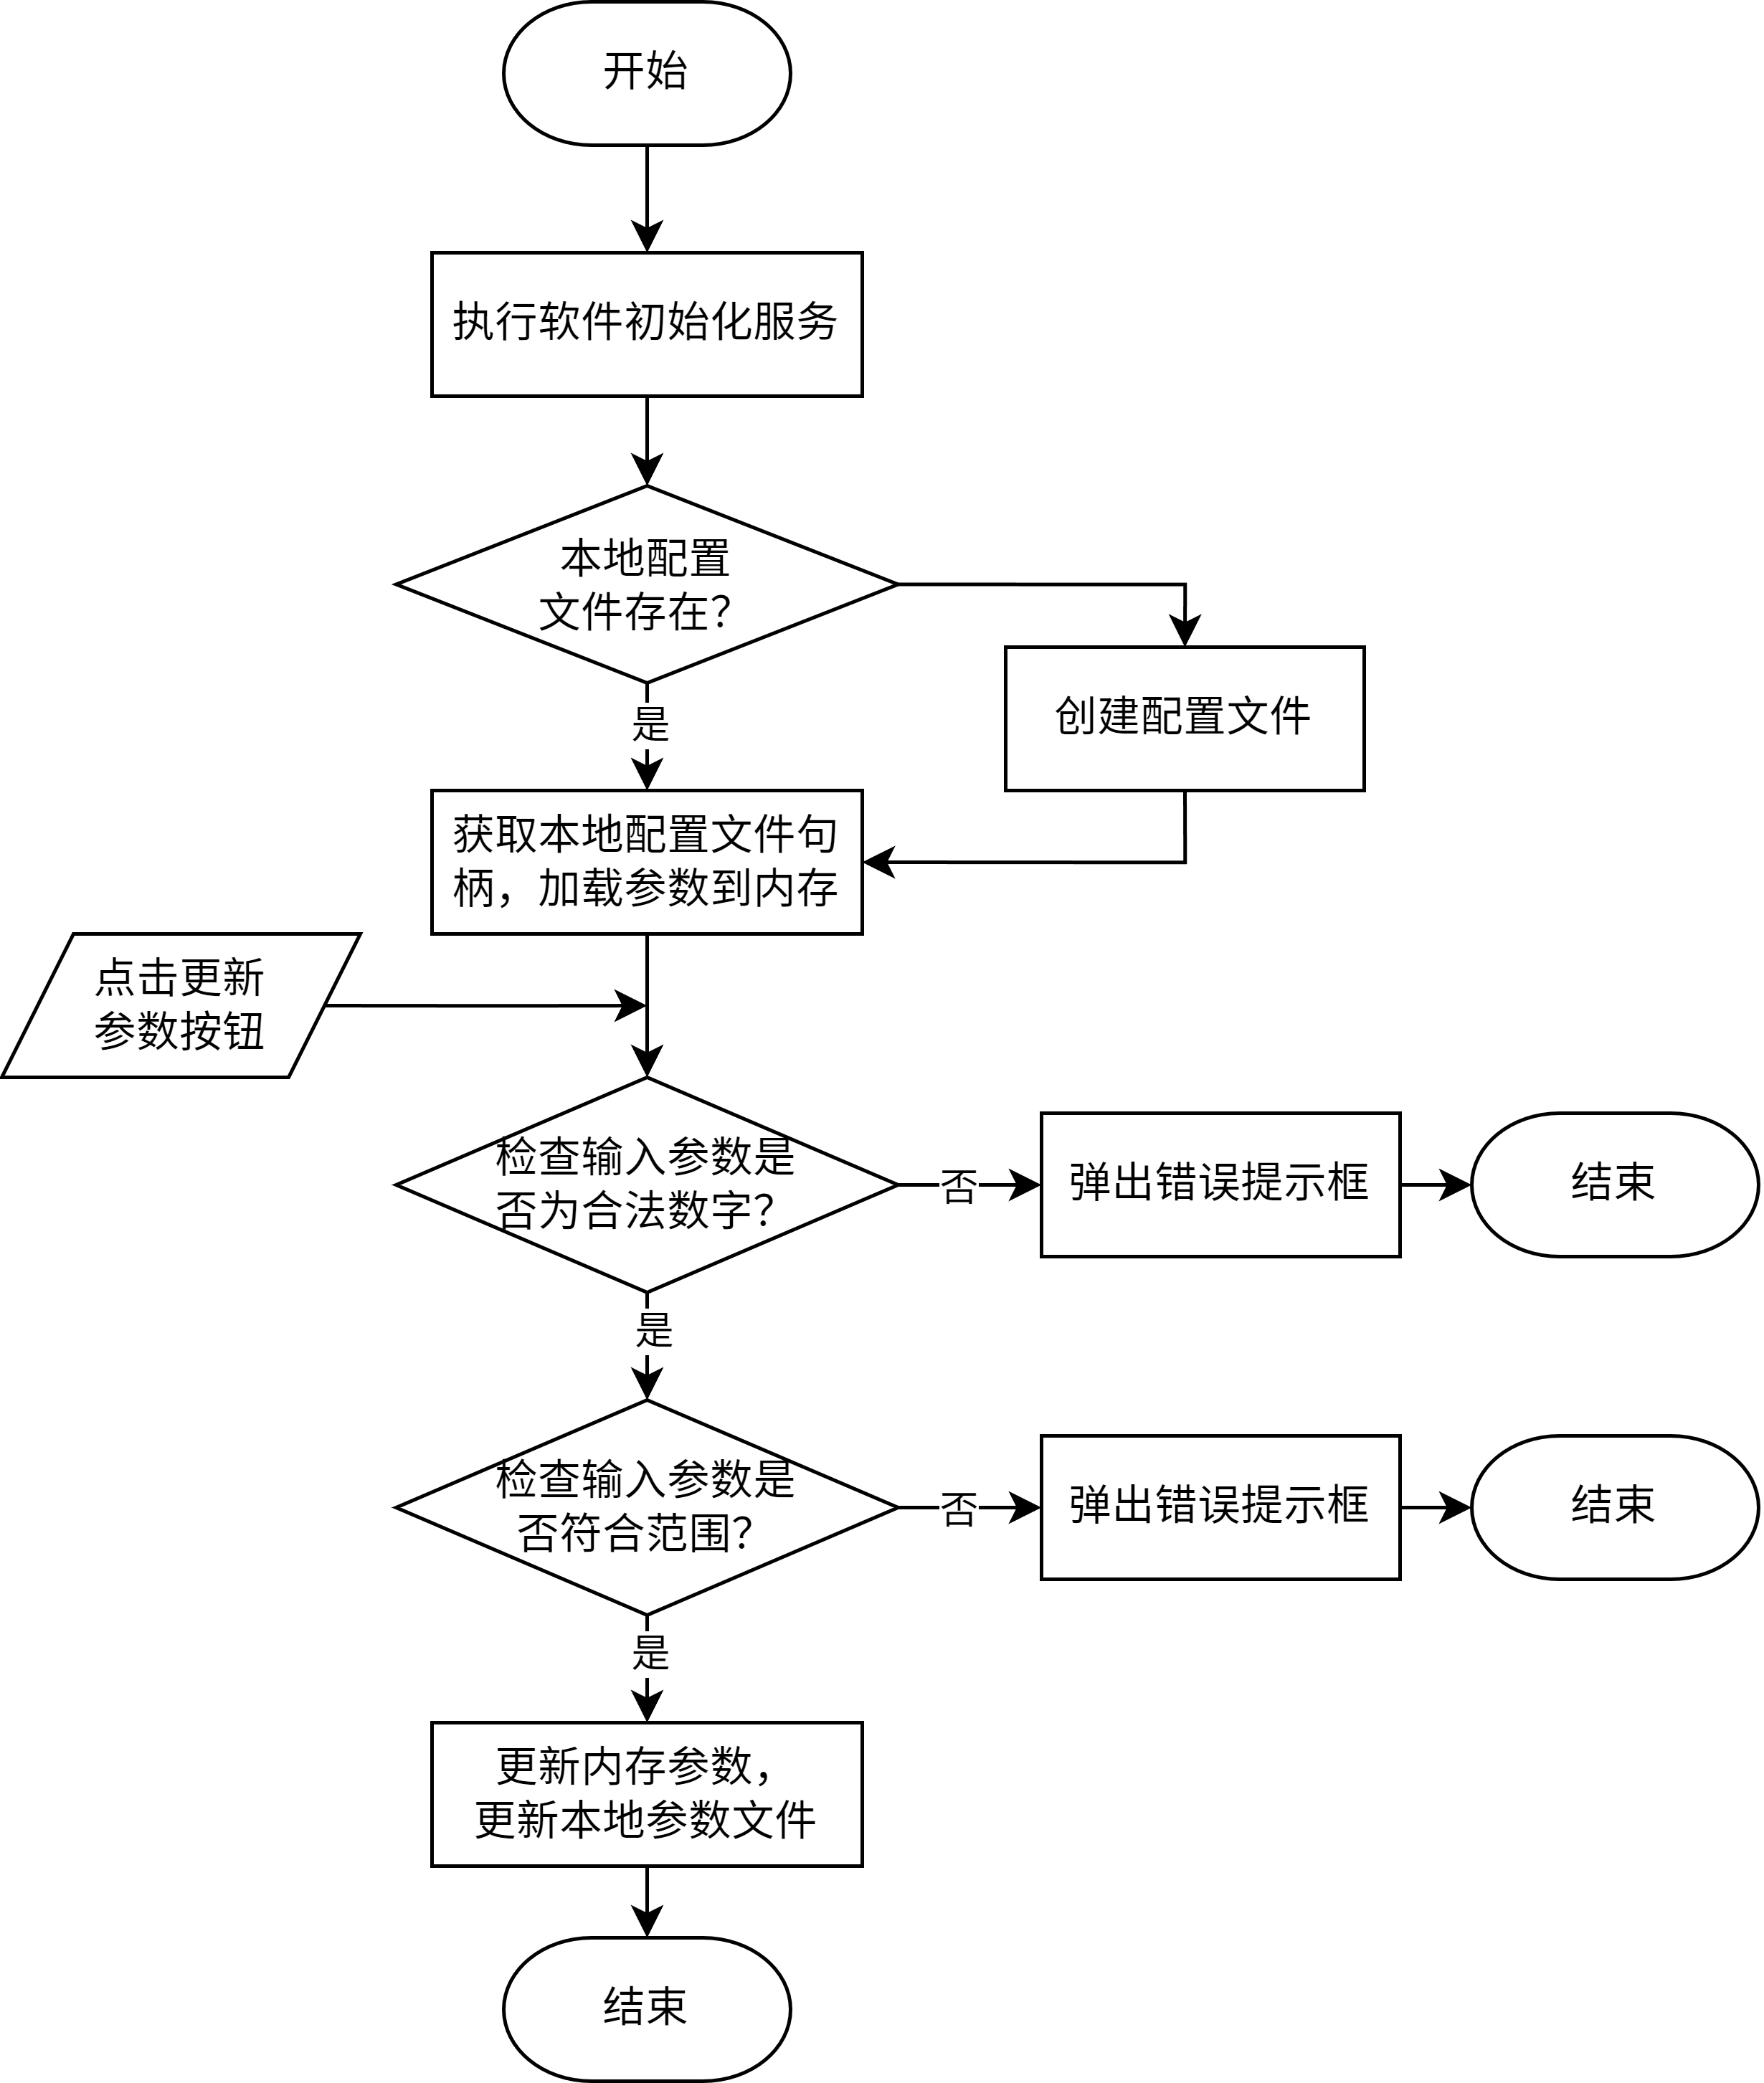 开始
执行软件初始化服务
本地配置
文件存在？
是
创建配置文件
获取本地配置文件句
柄，加载参数到内存
点击更新
参数按钮
检查输入参数是
否为合法数字？
否
弹出错误提示框
结束
是
检查输入参数是
否符合范围？
否
弹出错误提示框
结束
是
更新内存参数，
更新本地参数文件
结束